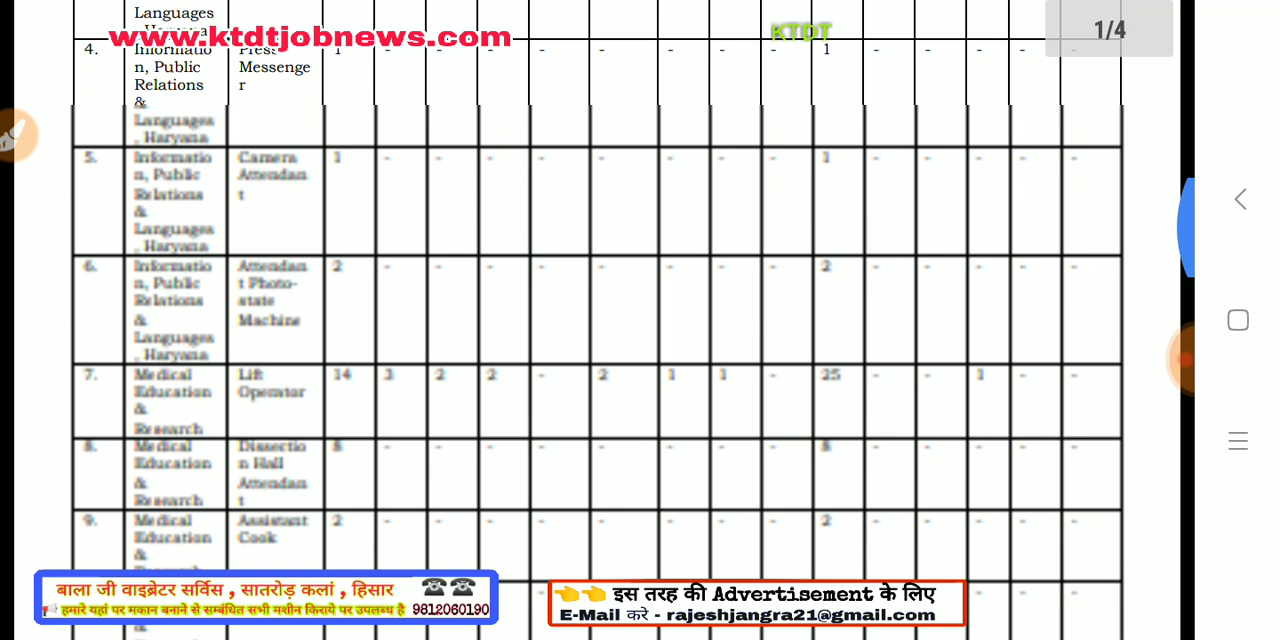 Languages
www.ktdtjobnews.com
KTDT
1/4
4. Informatio Press 1 - - - - - - - - 1 - - - - -
n, Public Messenge
Relations r
&
Languages
, Haryana
5. Informatio Camera 1 - - - - - - - - 1 - - - - -
n, Public Attendan
Relations t
&
Languages
, Haryana
6. Informatio Attendan 2 - - - - - - - - 2 - - - - -
n, Public t Photo-
Relations state
& Machine
Languages
, Haryana
7. Medical Lift 14 3 2 2 - 2 1 1 - 25 - - 1 - -
Education Operator
&
Research
8. Medical Dissectio 8 - - - - - - - - 8 - - - - -
Education n Hall
& Attendan
Research t
9. Medical Assistant 2 - - - - - - - - 2 - - - - -
Education Cook
&
बाला जी वाइब्रेटर सर्विस , सातरोड़ कलां , हिसार
हमारे यहां पर मकान बनाने से सम्बंधित सभी मशीन किराये पर उपलब्ध है 9812060190
इस तरह की Advertisement के लिए
E-Mail करे - rajeshjangra21@gmail.com